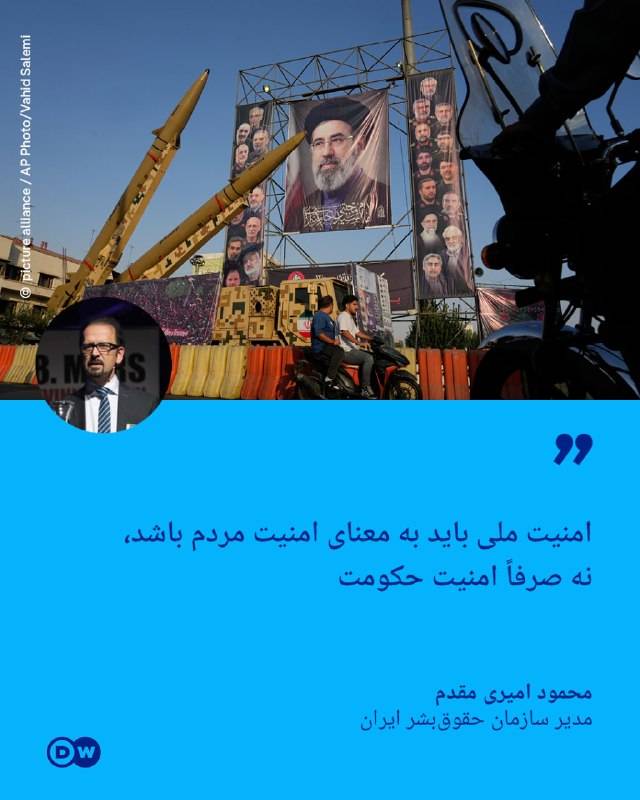 © picture alliance / AP Photo/Vahid Salemi
8. M
S
”
امنیت ملی باید به معنای امنیت مردم باشد،
نه صرفاً امنیت حکومت
محمود امیری مقدم
مدیر سازمان حقوق‌بشر ایران
DW